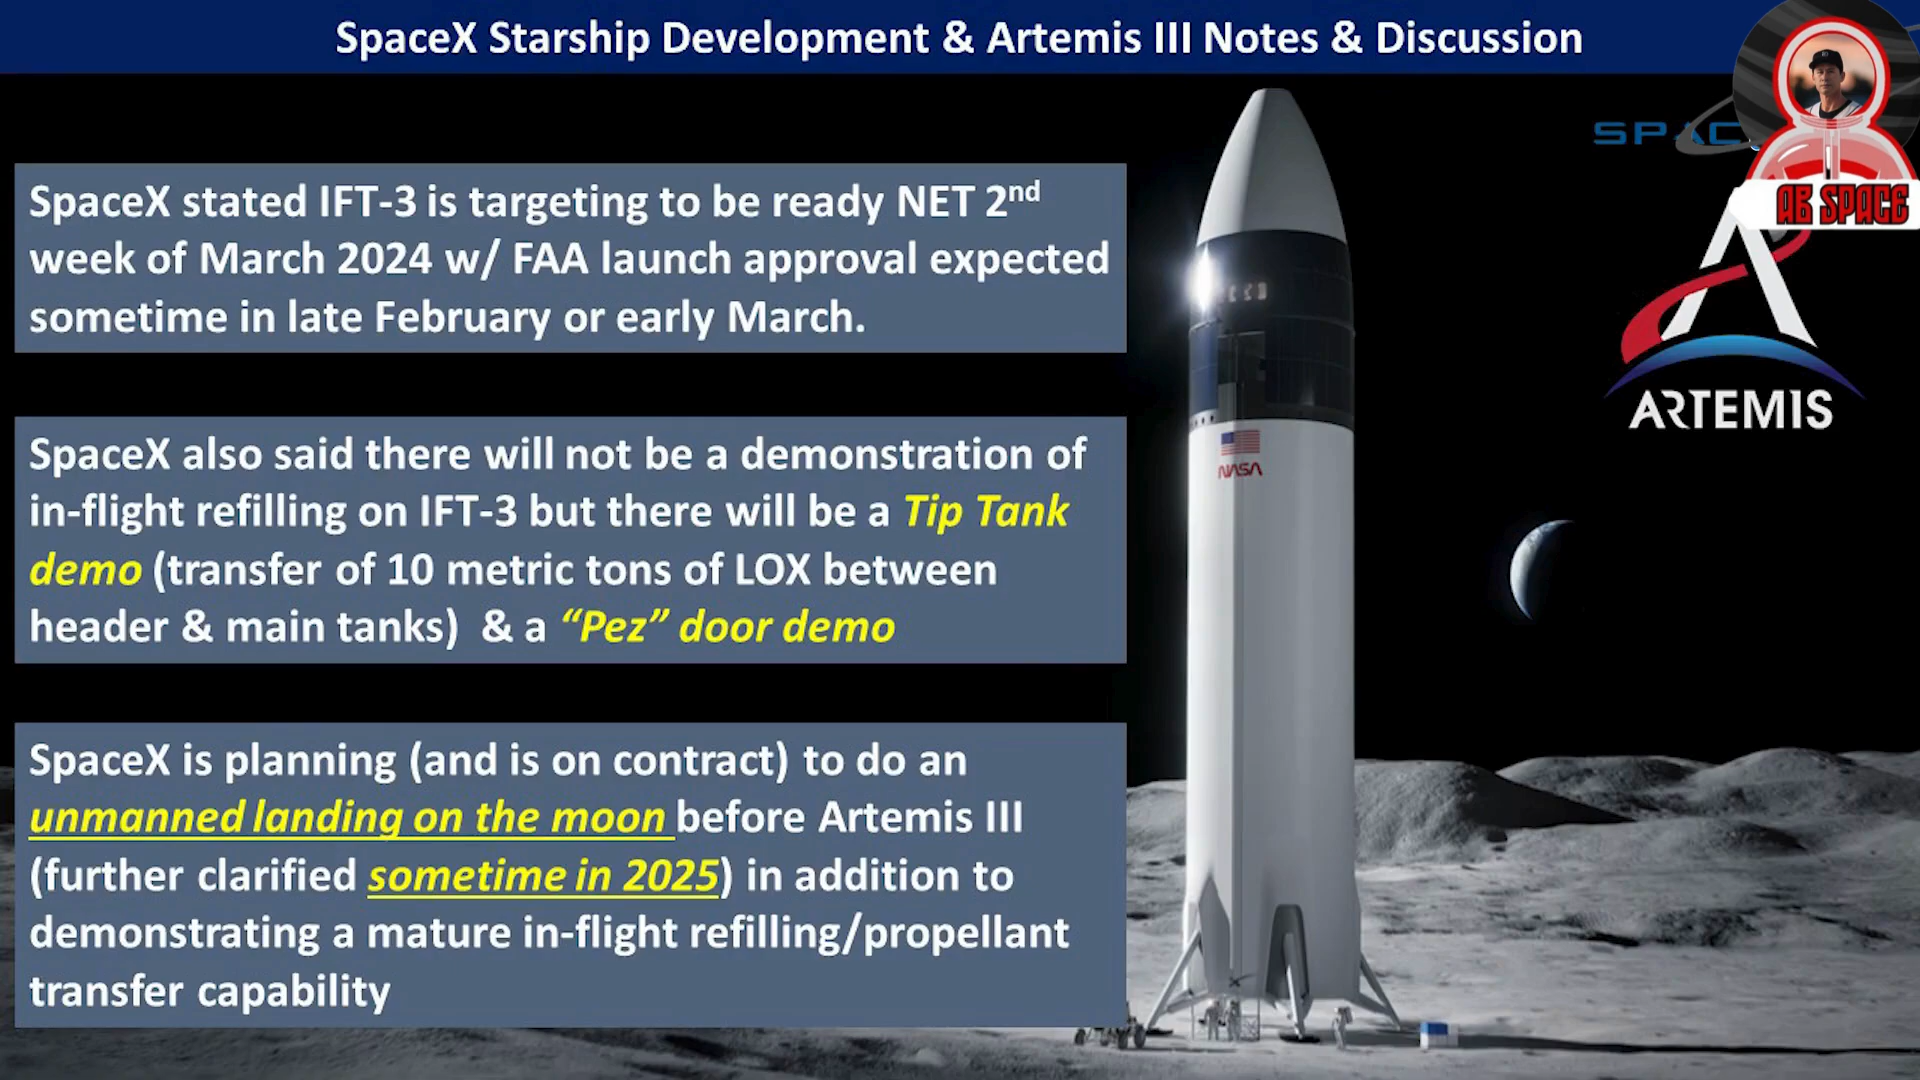 SpaceX Starship Development & Artemis III Notes & Discussion
SPAC
AB SPACE
SpaceX stated IFT-3 is targeting to be ready NET 2nd
week of March 2024 w/ FAA launch approval expected
sometime in late February or early March.
ARTEMIS
NASA
SpaceX also said there will not be a demonstration of
in-flight refilling on IFT-3 but there will be a Tip Tank
demo (transfer of 10 metric tons of LOX between
header & main tanks) & a “Pez” door demo
SpaceX is planning (and is on contract) to do an
unmanned landing on the moon before Artemis III
(further clarified sometime in 2025) in addition to
demonstrating a mature in-flight refilling/propellant
transfer capability